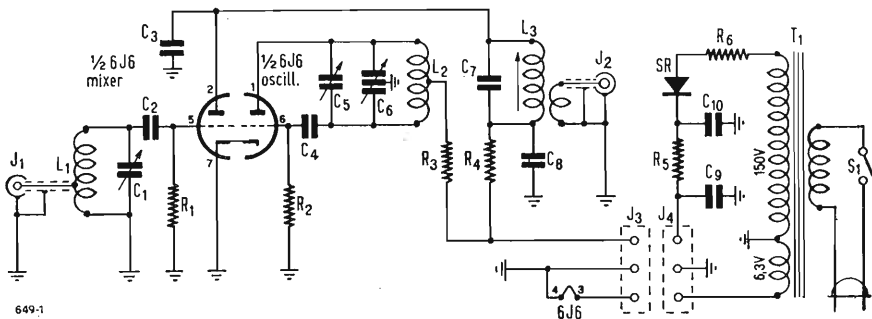 C3
½ 6J6
mixer
2
1
½ 6J6
oscill.
C5
C6
L2
C7
L3
J2
SR
R6
T1
J1
L1
C2
C1
5
6
7
C4
R1
R2
R3
R4
C8
C10
R5
C9
150V
6,3V
S1
J3
J4
4
3
6J6
649-1